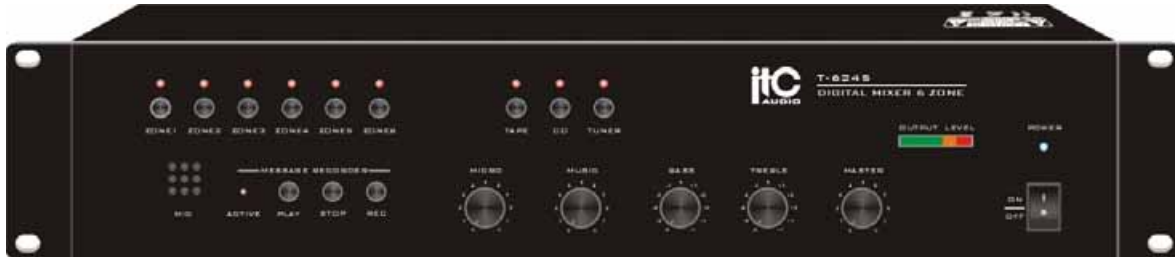 itC
AUDIO
T-6245
DIGITAL MIXER 6 ZONE
ZONE1 ZONE2 ZONE3 ZONE4 ZONE5 ZONE6
TAPE CD TUNER
OUTPUT LEVEL
POWER
MESSAGE RECORDER
MIC ACTIVE PLAY STOP REC
MICRO MUSIC BASS TREBLE MASTER
ON
OFF